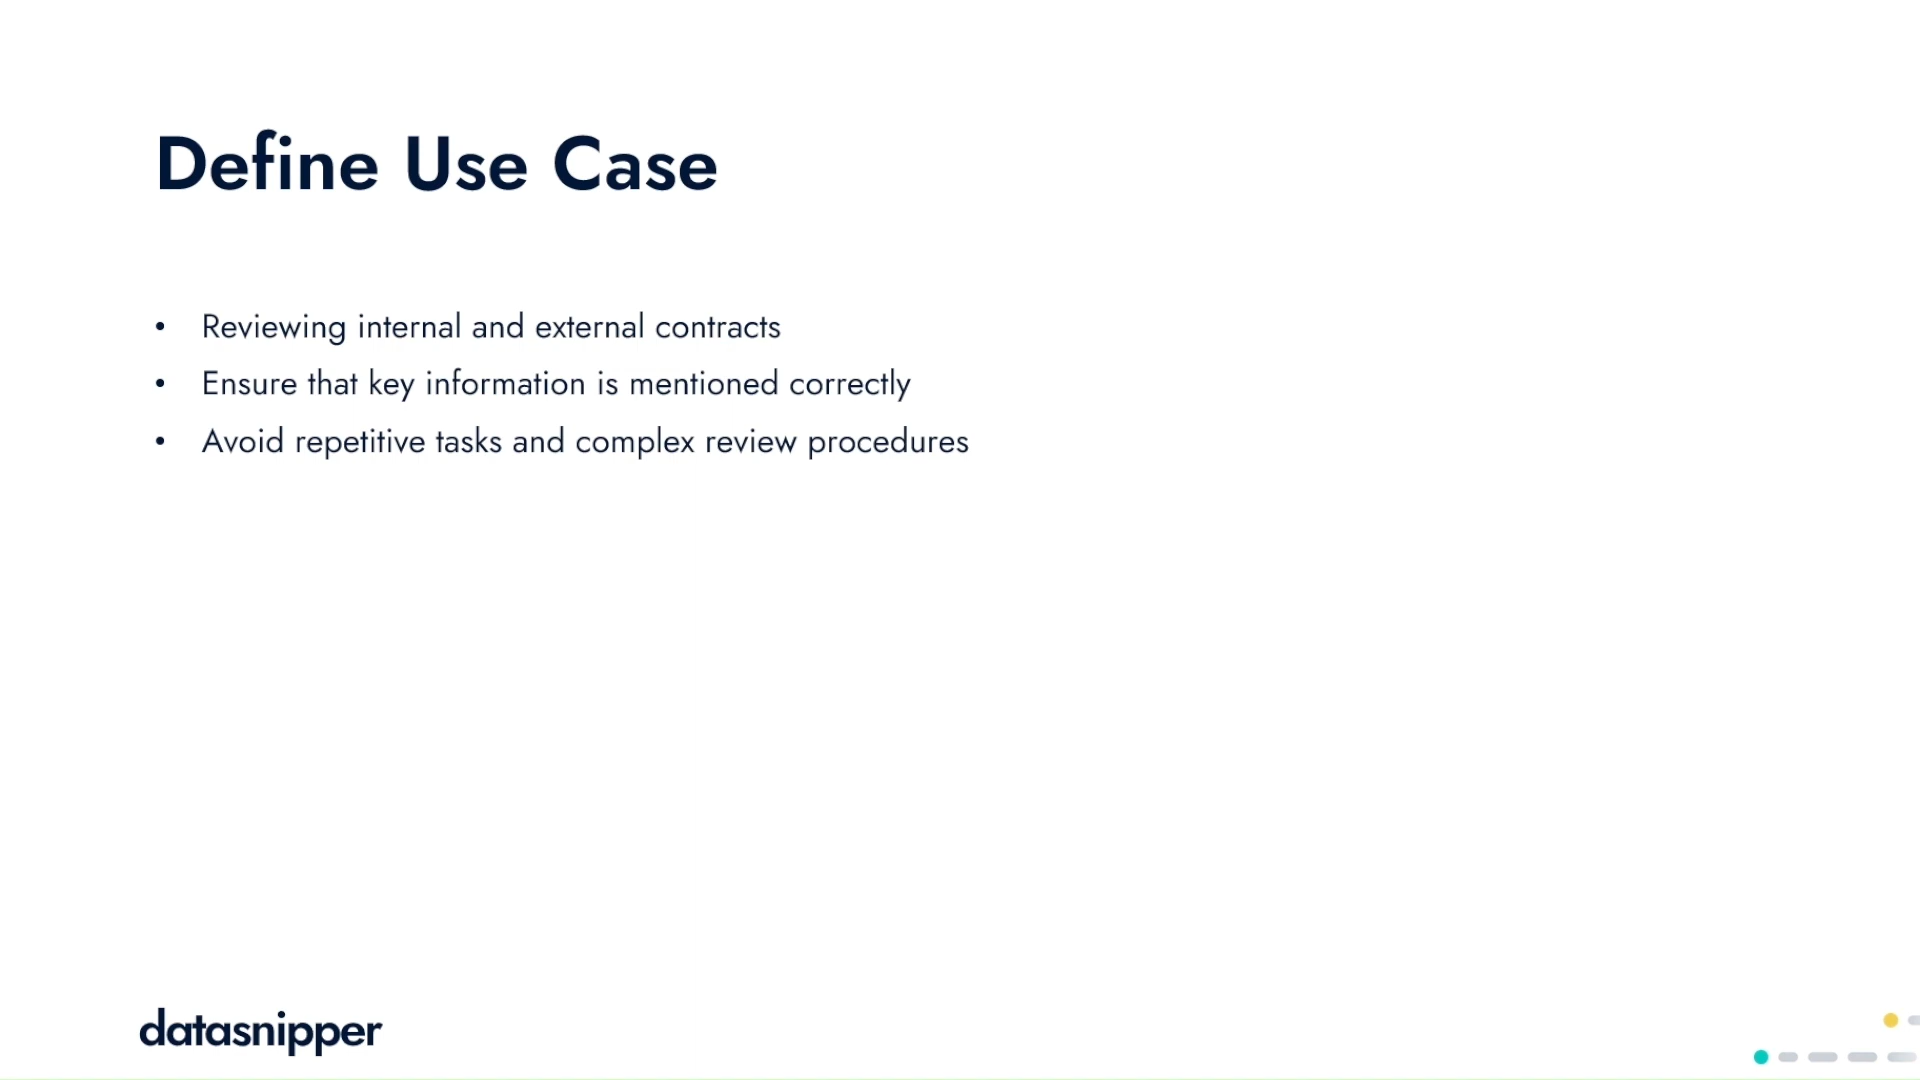 Define Use Case
• Reviewing internal and external contracts
• Ensure that key information is mentioned correctly
• Avoid repetitive tasks and complex review procedures
datasnipper